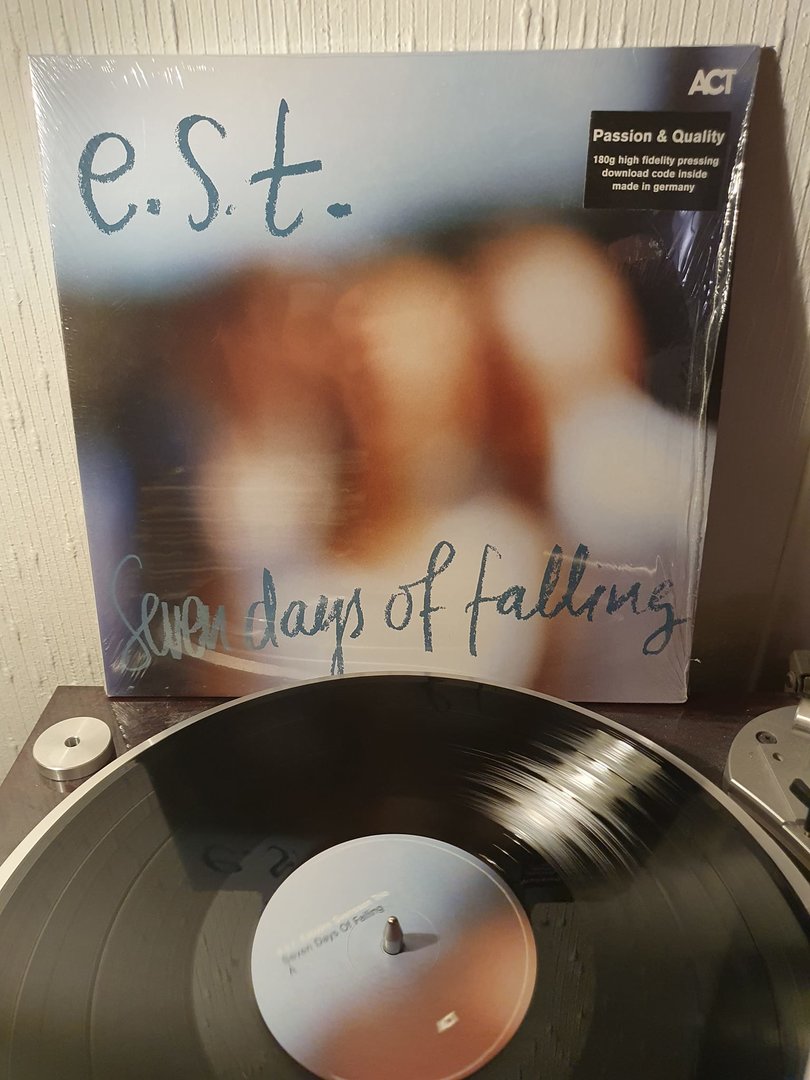 e.s.t.
ACT
Passion & Quality
180g high fidelity pressing
download code inside
made in germany
Seven days of falling
Seven Days Of Falling
A